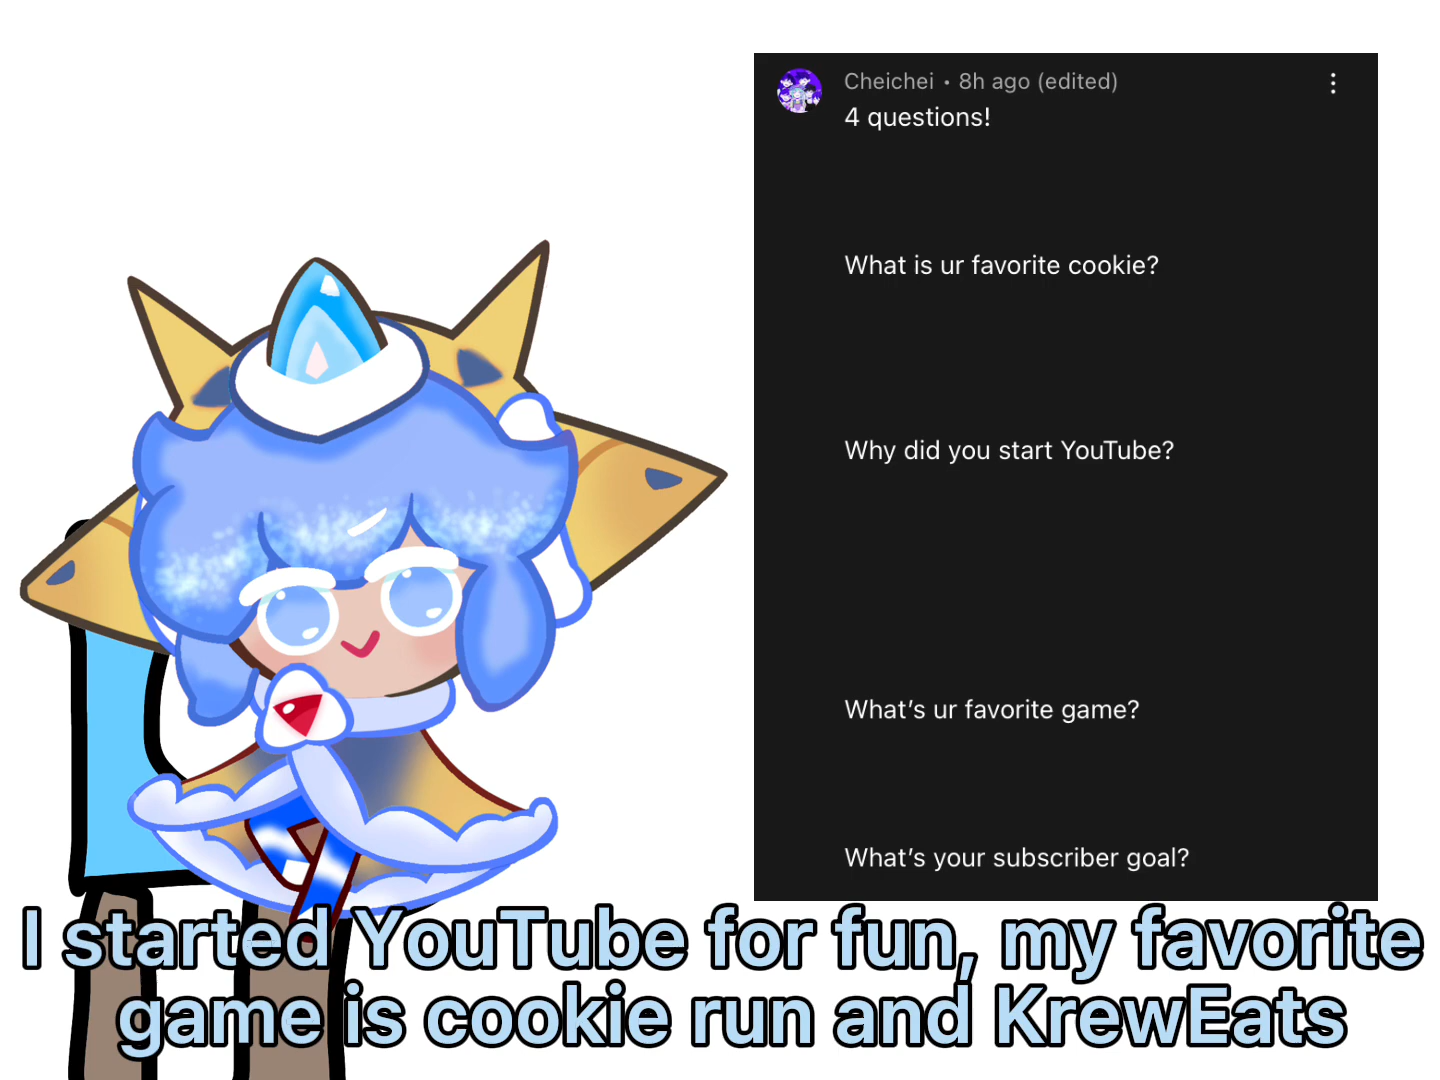 Cheichei • 8h ago (edited)
4 questions!
What is ur favorite cookie?
Why did you start YouTube?
What’s ur favorite game?
What’s your subscriber goal?
I started YouTube for fun, my favorite
game is cookie run and KrewEats